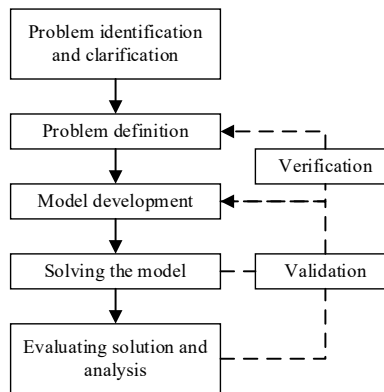 Problem identification
and clarification
Problem definition
Verification
Model development
Solving the model
Validation
Evaluating solution and
analysis